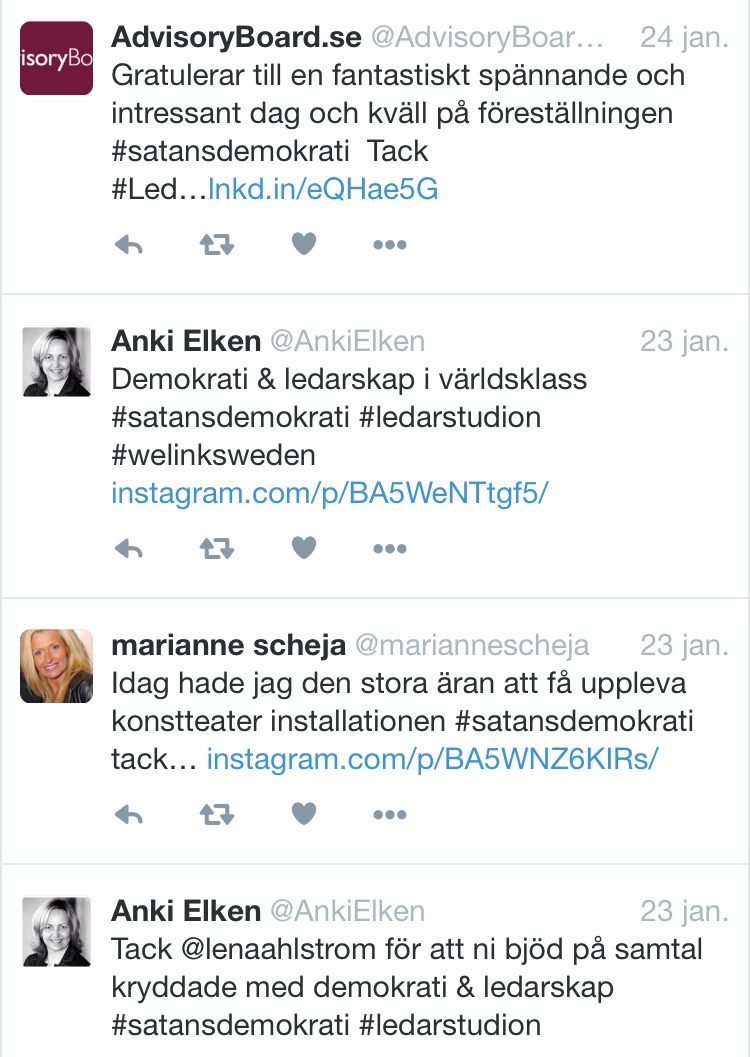 isoryBo
AdvisoryBoard.se @AdvisoryBoar… 24 jan.
Gratulerar till en fantastiskt spännande och
intressant dag och kväll på föreställningen
#satansdemokrati Tack
#Led…lnkd.in/eQHae5G
Anki Elken @AnkiElken 23 jan.
Demokrati & ledarskap i världsklass
#satansdemokrati #ledarstudion
#welinksweden
instagram.com/p/BA5WeNTtgf5/
marianne scheja @mariannescheja 23 jan.
Idag hade jag den stora äran att få uppleva
konstteater installationen #satansdemokrati
tack… instagram.com/p/BA5WNZ6KIRs/
Anki Elken @AnkiElken 23 jan.
Tack @lenaahlstrom för att ni bjöd på samtal
kryddade med demokrati & ledarskap
#satansdemokrati #ledarstudion